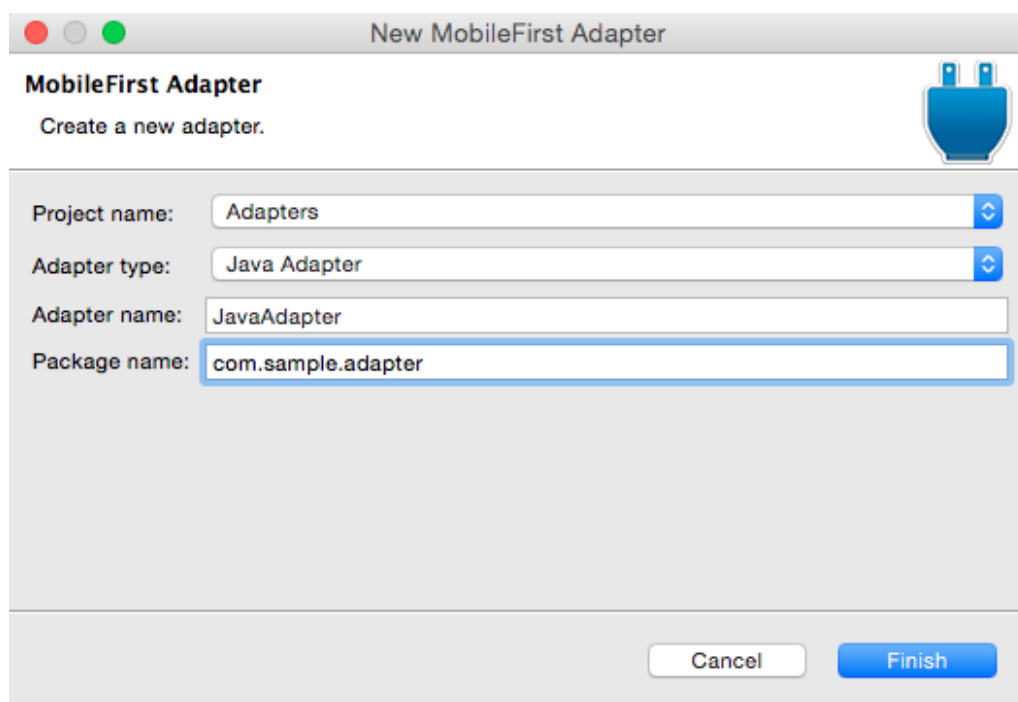 New MobileFirst Adapter
MobileFirst Adapter
Create a new adapter.
Project name: Adapters
Adapter type: Java Adapter
Adapter name: JavaAdapter
Package name: com.sample.adapter
Cancel Finish